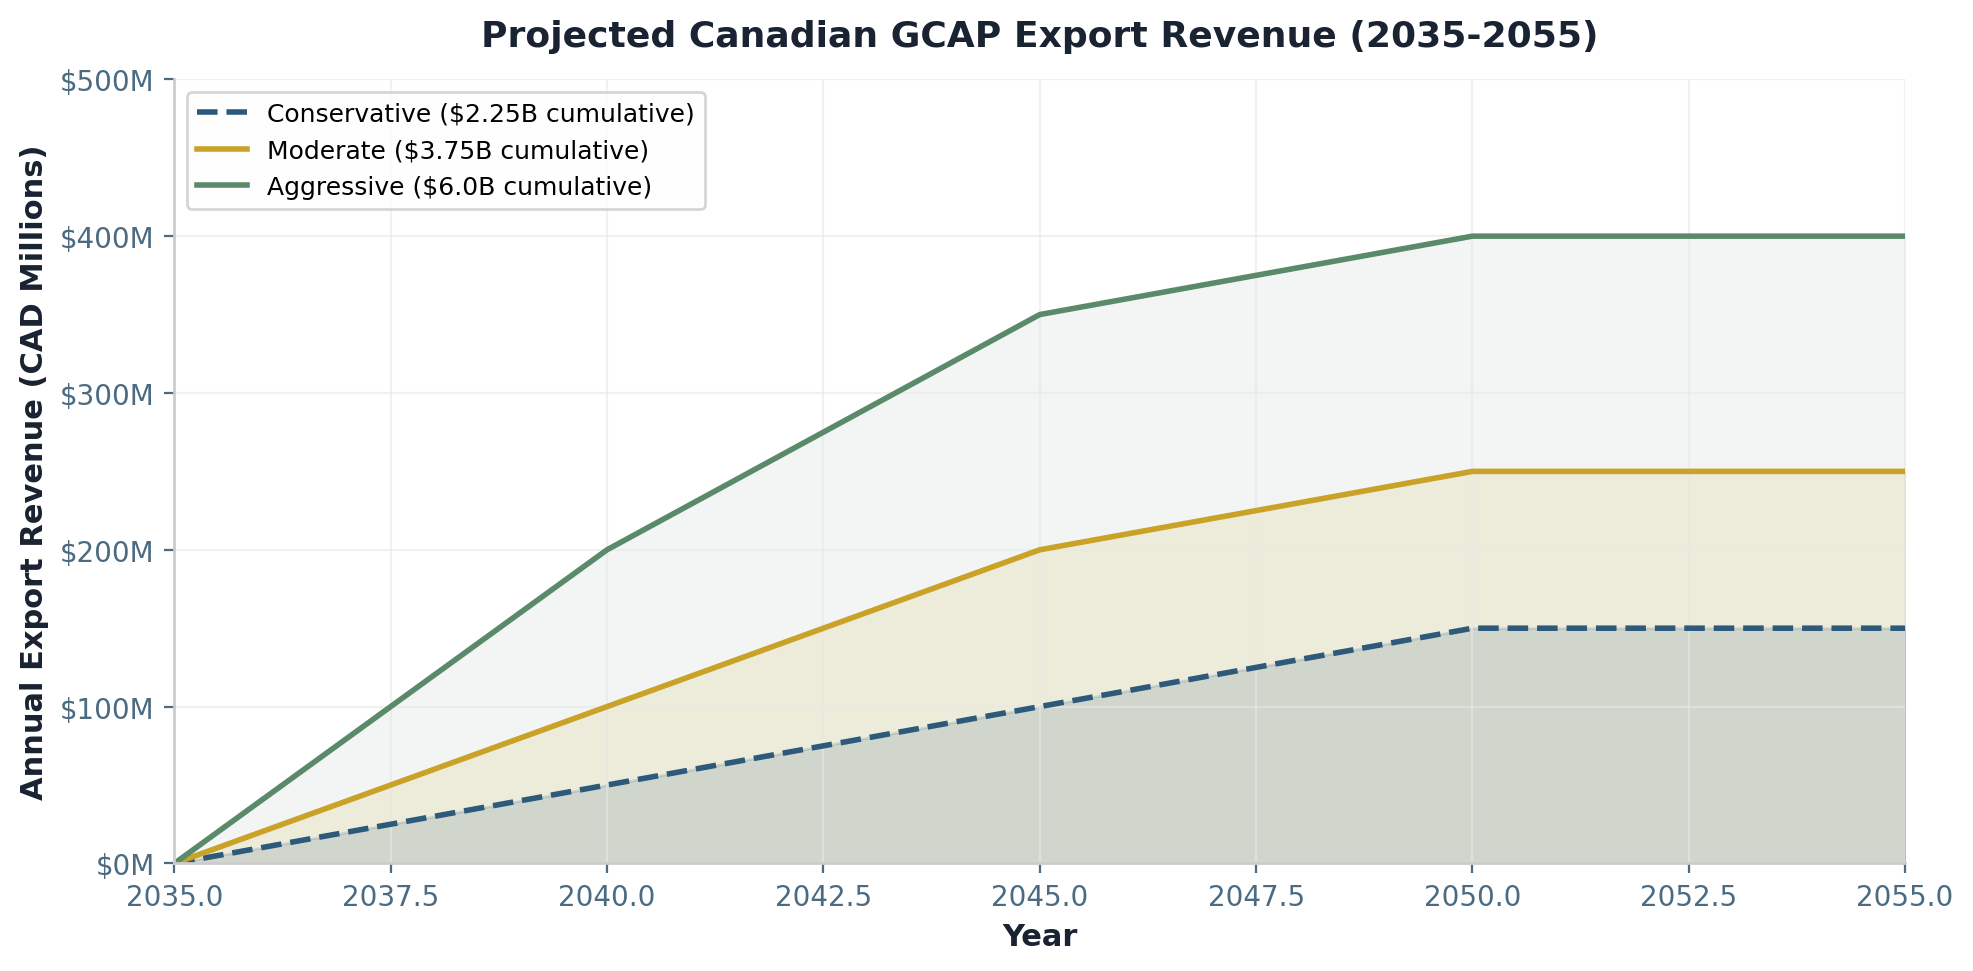 Projected Canadian GCAP Export Revenue (2035-2055)
Annual Export Revenue (CAD Millions)
$500M
$400M
$300M
$200M
$100M
$0M
Conservative ($2.25B cumulative)
Moderate ($3.75B cumulative)
Aggressive ($6.0B cumulative)
2035.0 2037.5 2040.0 2042.5 2045.0 2047.5 2050.0 2052.5 2055.0
Year